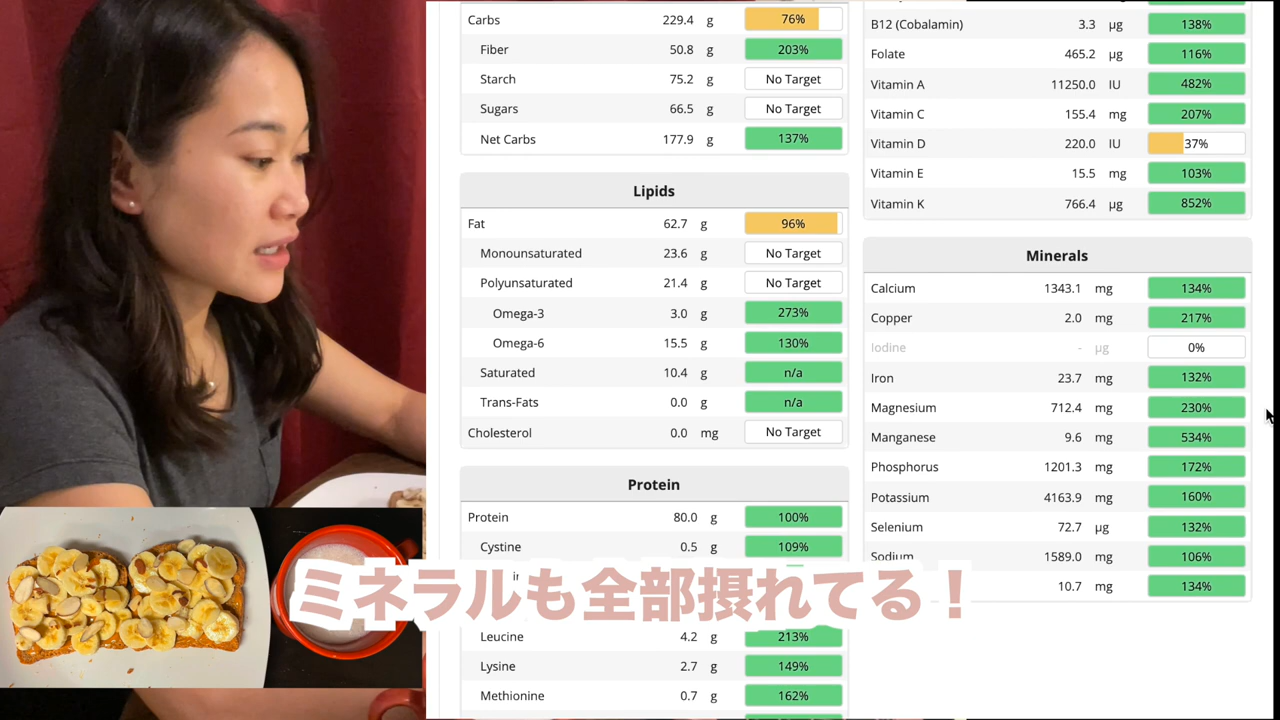 Carbs 229.4 g 76%
Fiber 50.8 g 203%
Starch 75.2 g No Target
Sugars 66.5 g No Target
Net Carbs 177.9 g 137%
Lipids
Fat 62.7 g 96%
Monounsaturated 23.6 g No Target
Polyunsaturated 21.4 g No Target
Omega-3 3.0 g 273%
Omega-6 15.5 g 130%
Saturated 10.4 g n/a
Trans-Fats 0.0 g n/a
Cholesterol 0.0 mg No Target
Protein
Protein 80.0 g 100%
Cystine 0.5 g 109%
Leucine 4.2 g 213%
Lysine 2.7 g 149%
Methionine 0.7 g 162%
B12 (Cobalamin) 3.3 µg 138%
Folate 465.2 µg 116%
Vitamin A 11250.0 IU 482%
Vitamin C 155.4 mg 207%
Vitamin D 220.0 IU 37%
Vitamin E 15.5 mg 103%
Vitamin K 766.4 µg 852%
Minerals
Calcium 1343.1 mg 134%
Copper 2.0 mg 217%
Iodine - µg 0%
Iron 23.7 mg 132%
Magnesium 712.4 mg 230%
Manganese 9.6 mg 534%
Phosphorus 1201.3 mg 172%
Potassium 4163.9 mg 160%
Selenium 72.7 µg 132%
Sodium 1589.0 mg 106%
10.7 mg 134%
ミネラルも全部摂れてる！